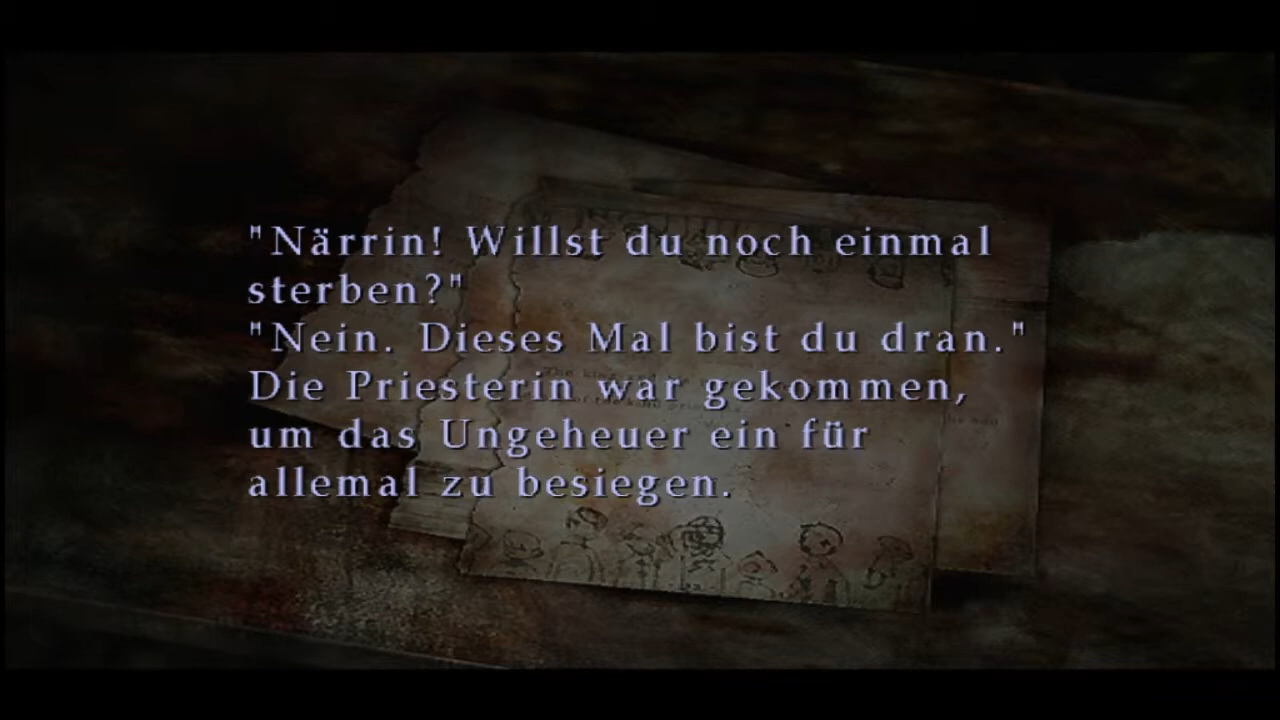 "Närrin! Willst du noch einmal
sterben?"
"Nein. Dieses Mal bist du dran."
Die Priesterin war gekommen,
um das Ungeheuer ein für
allemal zu besiegen.